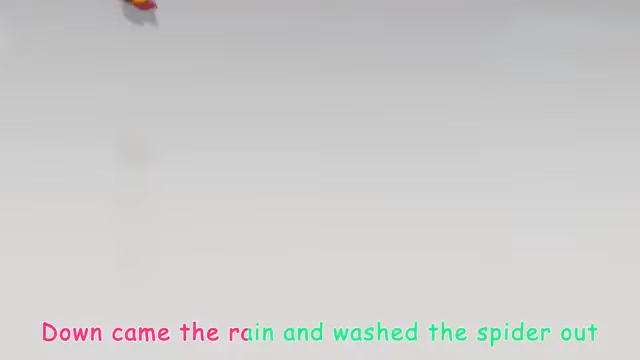 Down came the rain and washed the spider out